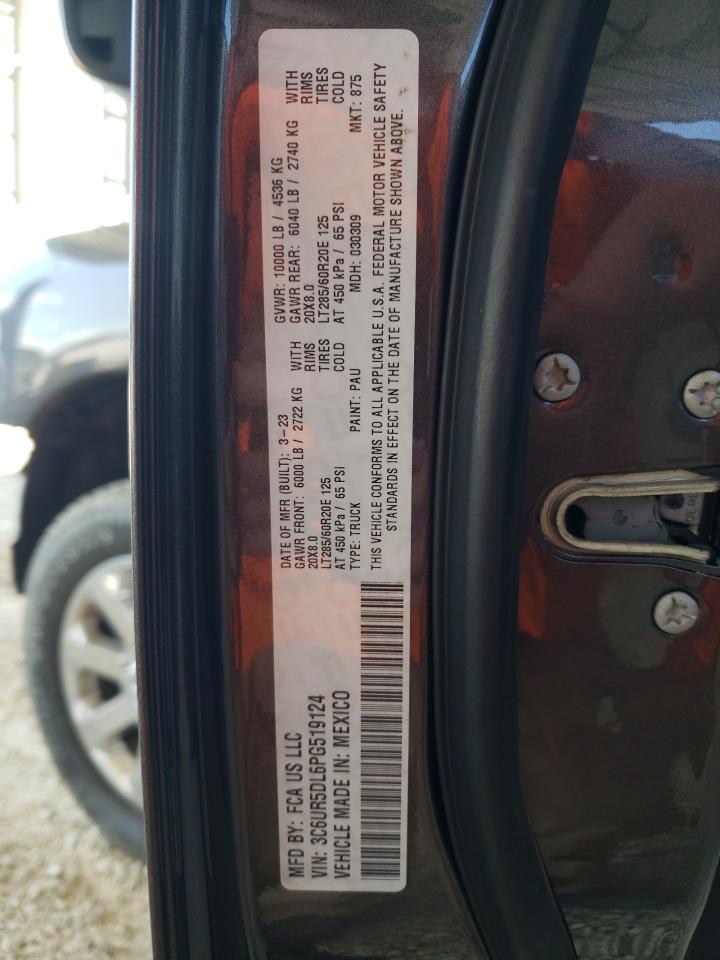 MFD BY: FCA US LLC
VIN: 3C6UR5DL6PG519124
VEHICLE MADE IN: MEXICO
DATE OF MFR (BUILT): 3-23 GVWR: 10000 LB / 4536 KG
GAWR FRONT: 6000 LB / 2722 KG WITH GAWR REAR: 6040 LB / 2740 KG WITH
20X8.0 RIMS 20X8.0 RIMS
LT285/60R20E 125 TIRES LT285/60R20E 125 TIRES
AT 450 kPa / 65 PSI COLD AT 450 kPa / 65 PSI COLD
TYPE: TRUCK PAINT: PAU MDH: 030309 MKT: 875
THIS VEHICLE CONFORMS TO ALL APPLICABLE U.S.A. FEDERAL MOTOR VEHICLE SAFETY
STANDARDS IN EFFECT ON THE DATE OF MANUFACTURE SHOWN ABOVE.